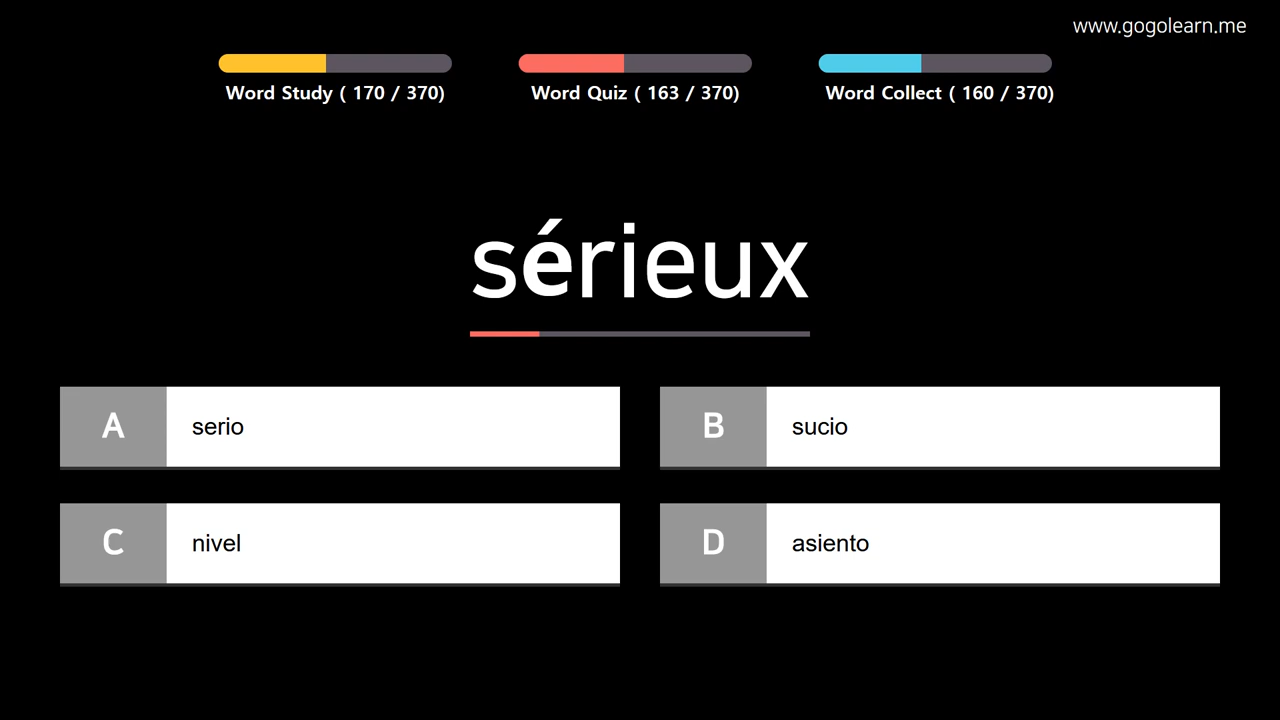 www.gogolearn.me
Word Study ( 170 / 370)
Word Quiz ( 163 / 370)
Word Collect ( 160 / 370)
sérieux
A serio
B sucio
C nivel
D asiento